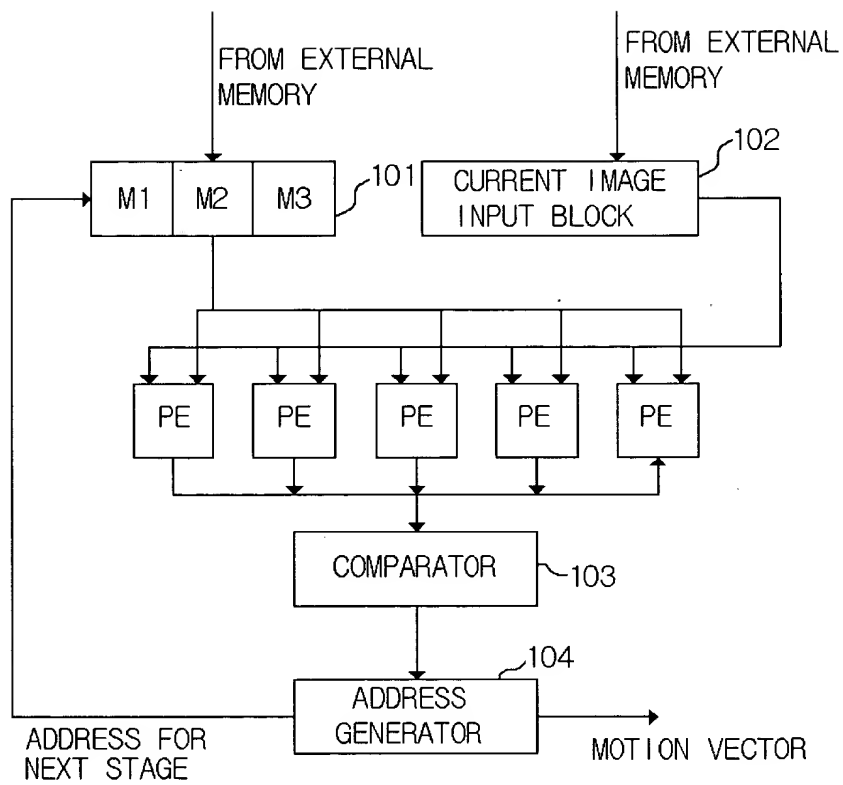 FROM EXTERNAL
MEMORY
FROM EXTERNAL
MEMORY
M1 M2 M3
101
CURRENT IMAGE
INPUT BLOCK
102
PE PE PE PE PE
COMPARATOR
103
104
ADDRESS
GENERATOR
ADDRESS FOR
NEXT STAGE
MOTION VECTOR